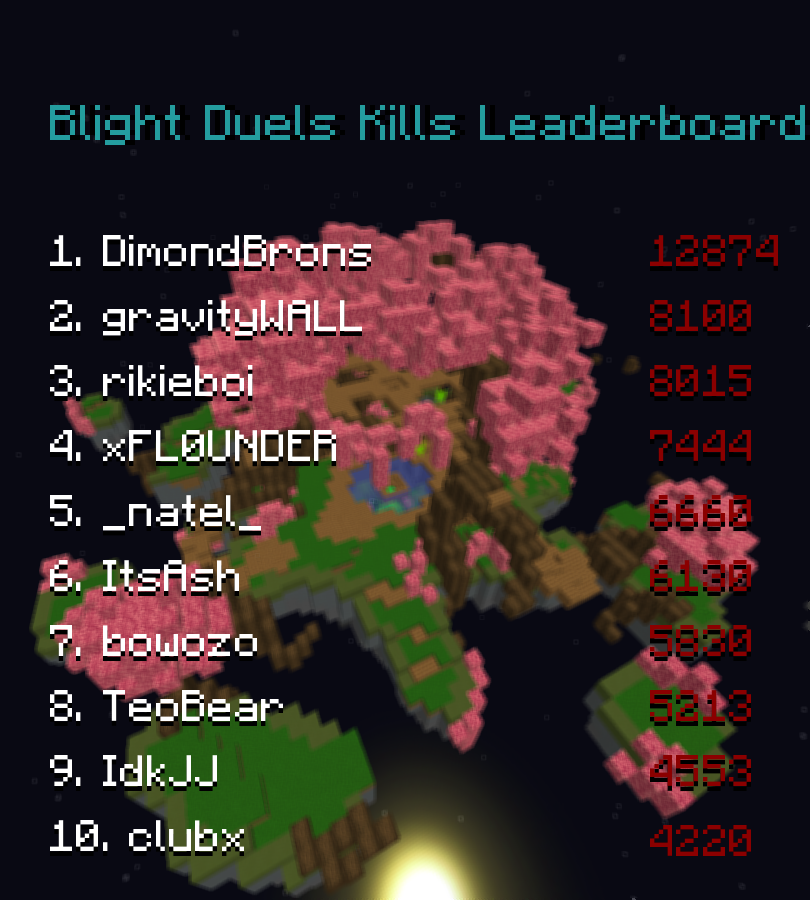 Blight Duels Kills Leaderboard
1. DimondBrons 12874
2. gravityWALL 8100
3. rikieboi 8015
4. xFL0UNDER 7444
5. _natel_ 6660
6. ItsAsh 6130
7. bowozo 5830
8. TeoBear 5213
9. IdkJJ 4553
10. clubx 4220